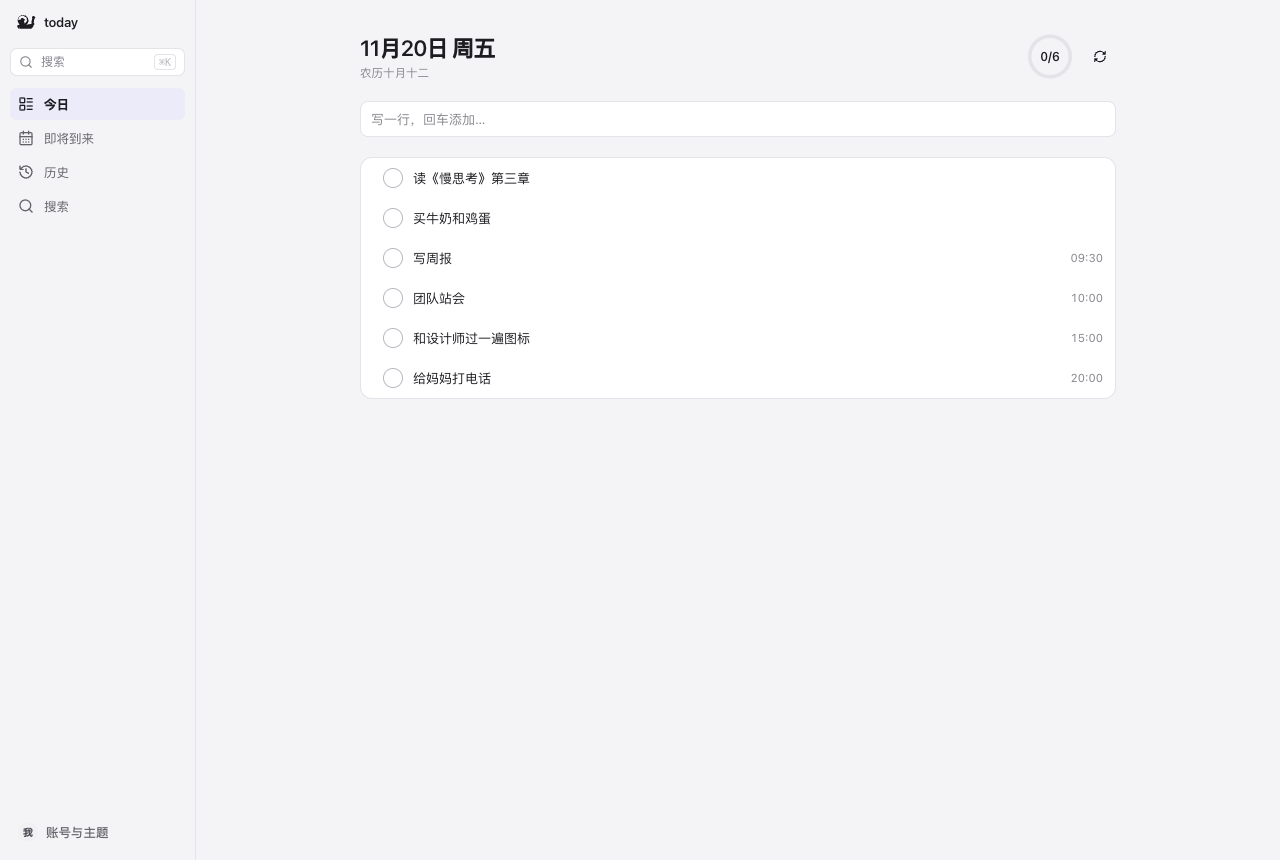 today
搜索 ⌘K
今日
即将到来
历史
搜索
我 账号与主题
11月20日 周五
农历十月十二
0/6
写一行，回车添加...
读《慢思考》第三章
买牛奶和鸡蛋
写周报 09:30
团队站会 10:00
和设计师过一遍图标 15:00
给妈妈打电话 20:00